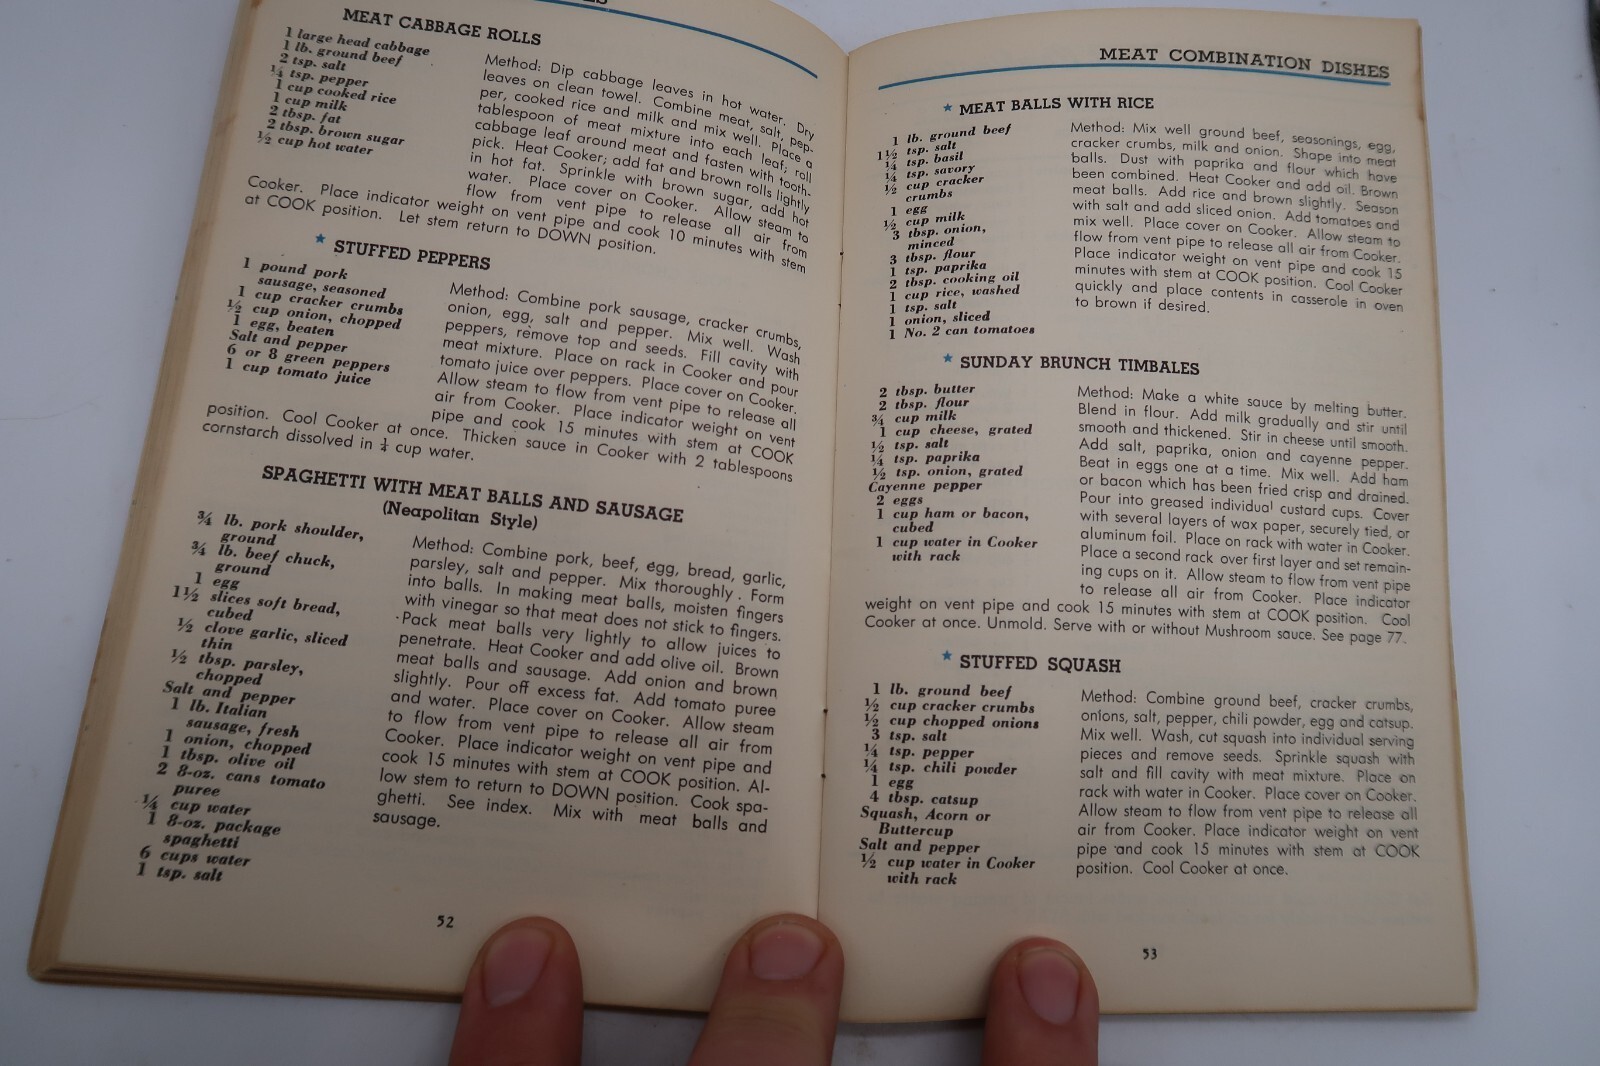 ES
MEAT CABBAGE ROLLS
1 large head cabbage
1 lb. ground beef
2 tsp. salt
¼ tsp. pepper
1 cup cooked rice
1 cup milk
2 tbsp. fat
2 tbsp. brown sugar
½ cup hot water
Method: Dip cabbage leaves in hot water. Dry
leaves on clean towel. Combine meat, salt, pep-
per, cooked rice and milk and mix well. Place a
tablespoon of meat mixture into each leaf; roll
cabbage leaf around meat and fasten with tooth-
pick. Heat Cooker; add fat and brown rolls lightly
in hot fat. Sprinkle with brown sugar, add hot
water. Place cover on Cooker. Allow steam to
flow from vent pipe to release all air from
Cooker. Place indicator weight on vent pipe and cook 10 minutes with stem
at COOK position. Let stem return to DOWN position.
★ STUFFED PEPPERS
1 pound pork
sausage, seasoned
1 cup cracker crumbs
½ cup onion, chopped
1 egg, beaten
Salt and pepper
6 or 8 green peppers
1 cup tomato juice
Method: Combine pork sausage, cracker crumbs,
onion, egg, salt and pepper. Mix well. Wash
peppers, remove top and seeds. Fill cavity with
meat mixture. Place on rack in Cooker and pour
tomato juice over peppers. Place cover on Cooker.
Allow steam to flow from vent pipe to release all
air from Cooker. Place indicator weight on vent
pipe and cook 15 minutes with stem at COOK
position. Cool Cooker at once. Thicken sauce in Cooker with 2 tablespoons
cornstarch dissolved in ¼ cup water.
SPAGHETTI WITH MEAT BALLS AND SAUSAGE
(Neapolitan Style)
¾ lb. pork shoulder,
ground
¾ lb. beef chuck,
ground
1 egg
1½ slices soft bread,
cubed
½ clove garlic, sliced
thin
½ tbsp. parsley,
chopped
Salt and pepper
1 lb. Italian
sausage, fresh
1 onion, chopped
1 tbsp. olive oil
2 8-oz. cans tomato
puree
¼ cup water
1 8-oz. package
spaghetti
6 cups water
1 tsp. salt
Method: Combine pork, beef, egg, bread, garlic,
parsley, salt and pepper. Mix thoroughly. Form
into balls. In making meat balls, moisten fingers
with vinegar so that meat does not stick to fingers.
Pack meat balls very lightly to allow juices to
penetrate. Heat Cooker and add olive oil. Brown
meat balls and sausage. Add onion and brown
slightly. Pour off excess fat. Add tomato puree
and water. Place cover on Cooker. Allow steam
to flow from vent pipe to release all air from
Cooker. Place indicator weight on vent pipe and
cook 15 minutes with stem at COOK position. Al-
low stem to return to DOWN position. Cook spa-
ghetti. See index. Mix with meat balls and
sausage.
52
MEAT COMBINATION DISHES
★ MEAT BALLS WITH RICE
1 lb. ground beef
1½ tsp. salt
¼ tsp. basil
¼ tsp. savory
½ cup cracker
crumbs
1 egg
½ cup milk
3 tbsp. onion,
minced
3 tbsp. flour
1 tsp. paprika
2 tbsp. cooking oil
1 cup rice, washed
1 tsp. salt
1 onion, sliced
1 No. 2 can tomatoes
Method: Mix well ground beef, seasonings, egg,
cracker crumbs, milk and onion. Shape into meat
balls. Dust with paprika and flour which have
been combined. Heat Cooker and add oil. Brown
meat balls. Add rice and brown slightly. Season
with salt and add sliced onion. Add tomatoes and
mix well. Place cover on Cooker. Allow steam to
flow from vent pipe to release all air from Cooker.
Place indicator weight on vent pipe and cook 15
minutes with stem at COOK position. Cool Cooker
quickly and place contents in casserole in oven
to brown if desired.
★ SUNDAY BRUNCH TIMBALES
2 tbsp. butter
2 tbsp. flour
¾ cup milk
1 cup cheese, grated
½ tsp. salt
¼ tsp. paprika
½ tsp. onion, grated
Cayenne pepper
2 eggs
1 cup ham or bacon,
cubed
1 cup water in Cooker
with rack
Method: Make a white sauce by melting butter.
Blend in flour. Add milk gradually and stir until
smooth and thickened. Stir in cheese until smooth.
Add salt, paprika, onion and cayenne pepper.
Beat in eggs one at a time. Mix well. Add ham
or bacon which has been fried crisp and drained.
Pour into greased individual custard cups. Cover
with several layers of wax paper, securely tied, or
aluminum foil. Place on rack with water in Cooker.
Place a second rack over first layer and set remain-
ing cups on it. Allow steam to flow from vent pipe
to release all air from Cooker. Place indicator
weight on vent pipe and cook 15 minutes with stem at COOK position. Cool
Cooker at once. Unmold. Serve with or without Mushroom sauce. See page 77.
★ STUFFED SQUASH
1 lb. ground beef
½ cup cracker crumbs
½ cup chopped onions
3 tsp. salt
¼ tsp. pepper
¼ tsp. chili powder
1 egg
4 tbsp. catsup
Squash, Acorn or
Buttercup
Salt and pepper
½ cup water in Cooker
with rack
Method: Combine ground beef, cracker crumbs,
onions, salt, pepper, chili powder, egg and catsup.
Mix well. Wash, cut squash into individual serving
pieces and remove seeds. Sprinkle squash with
salt and fill cavity with meat mixture. Place on
rack with water in Cooker. Place cover on Cooker.
Allow steam to flow from vent pipe to release all
air from Cooker. Place indicator weight on vent
pipe and cook 15 minutes with stem at COOK
position. Cool Cooker at once.
53